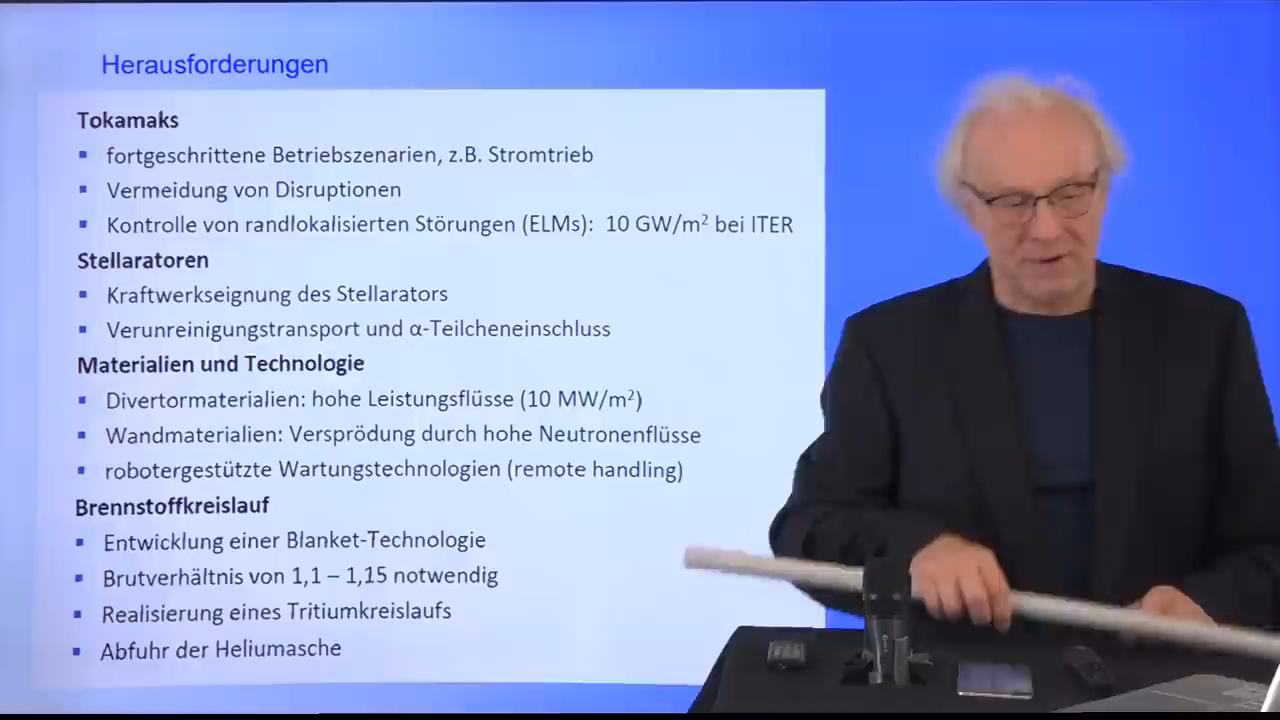 Herausforderungen
Tokamaks
▪ fortgeschrittene Betriebszenarien, z.B. Stromtrieb
▪ Vermeidung von Disruptionen
▪ Kontrolle von randlokalisierten Störungen (ELMs): 10 GW/m² bei ITER
Stellaratoren
▪ Kraftwerkseignung des Stellarators
▪ Verunreinigungstransport und α-Teilcheneinschluss
Materialien und Technologie
▪ Divertormaterialien: hohe Leistungsflüsse (10 MW/m²)
▪ Wandmaterialien: Versprödung durch hohe Neutronenflüsse
▪ robotergestützte Wartungstechnologien (remote handling)
Brennstoffkreislauf
▪ Entwicklung einer Blanket-Technologie
▪ Brutverhältnis von 1,1 – 1,15 notwendig
▪ Realisierung eines Tritiumkreislaufs
▪ Abfuhr der Heliumasche